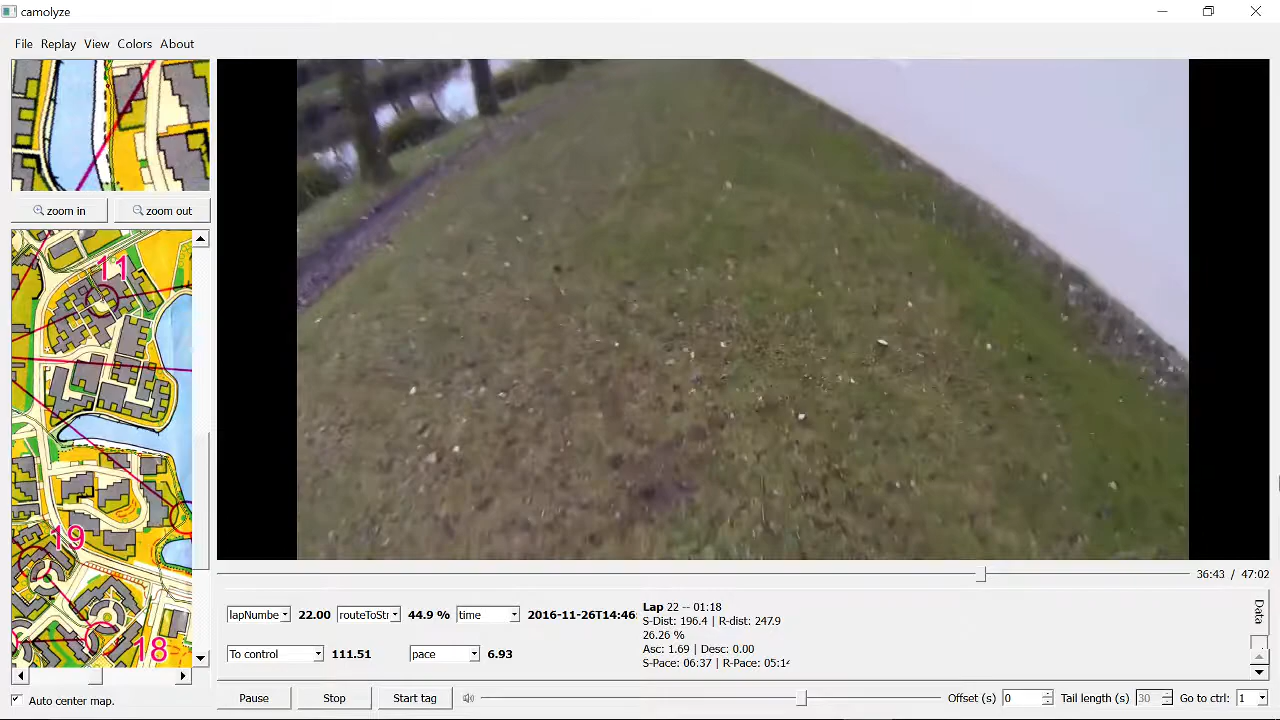 camolyze
File Replay View Colors About
zoom in zoom out
11
19
18
Auto center map.
36:43 / 47:02
lapNumbe 22.00 routeToStr 44.9 % time 2016-11-26T14:46:
To control 111.51 pace 6.93
Lap 22 -- 01:18
S-Dist: 196.4 | R-dist: 247.9
26.26 %
Asc: 1.69 | Desc: 0.00
S-Pace: 06:37 | R-Pace: 05:14
Data
Pause Stop Start tag Offset (s) 0 Tail length (s) 30 Go to ctrl: 1